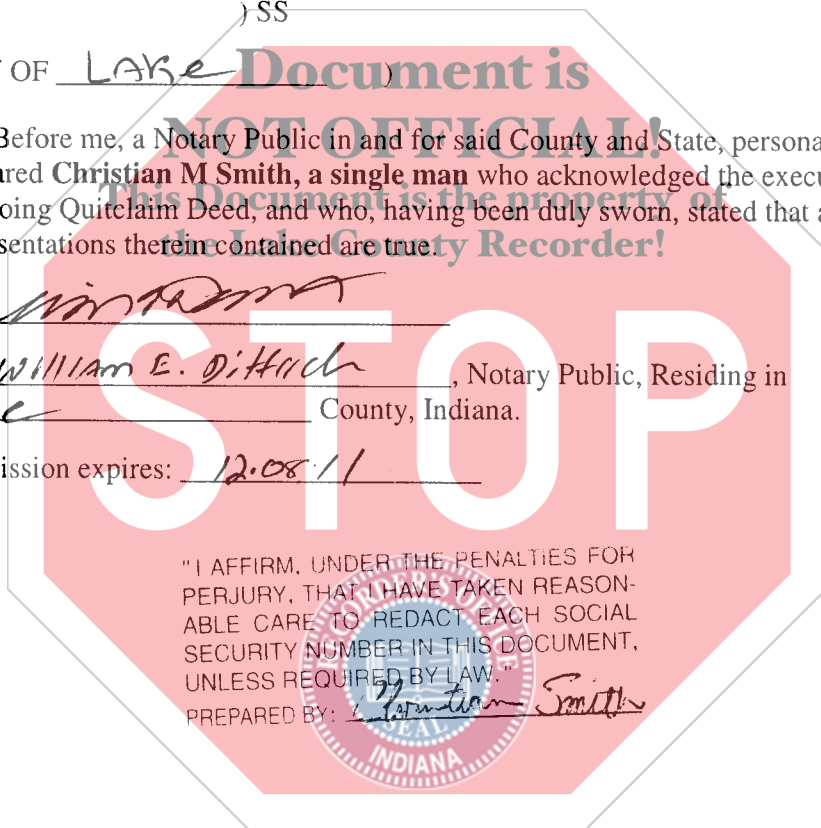 ) SS
OF LAKe )
Document is
NOT OFFICIAL!
Before me, a Notary Public in and for said County and State, persona
ared Christian M Smith, a single man who acknowledged the execu
This Document is the property of
oing Quitclaim Deed, and who, having been duly sworn, stated that a
the Lake County Recorder!
sentations therein contained are true.
STOP
William E. Dittrich, Notary Public, Residing in
e County, Indiana.
ission expires: 12.08.11
"I AFFIRM, UNDER THE PENALTIES FOR
PERJURY, THAT I HAVE TAKEN REASON-
ABLE CARE TO REDACT EACH SOCIAL
SECURITY NUMBER IN THIS DOCUMENT,
UNLESS REQUIRED BY LAW."
PREPARED BY: Christian Smith
RECORDER'S OFFICE
SEAL
INDIANA